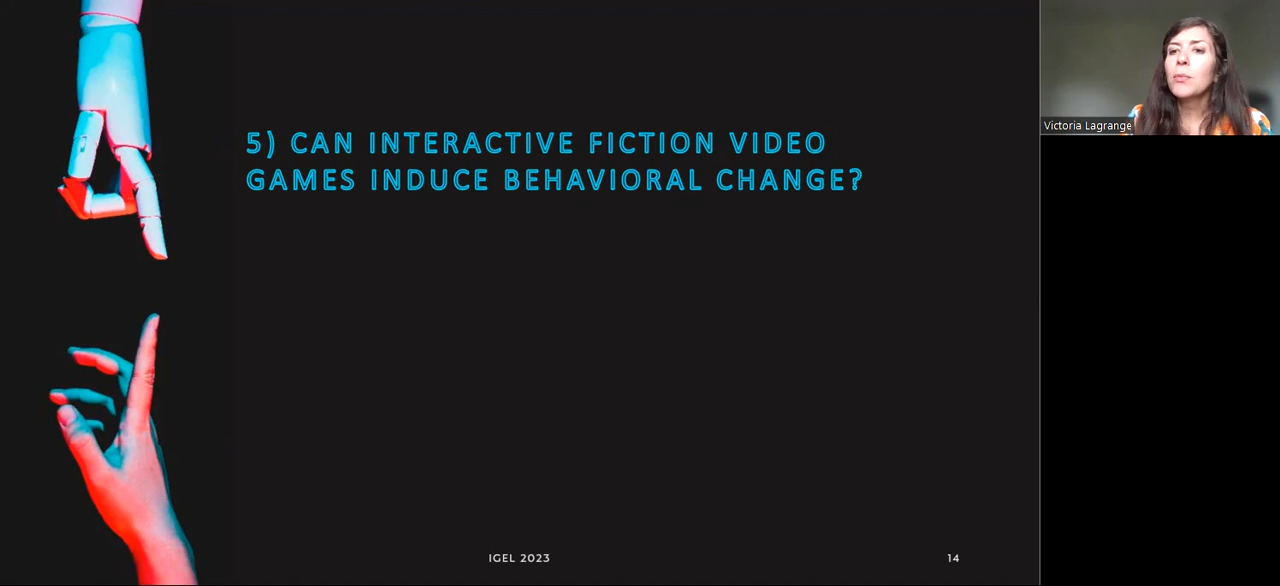 5) CAN INTERACTIVE FICTION VIDEO
GAMES INDUCE BEHAVIORAL CHANGE?
Victoria Lagrange
IGEL 2023
14